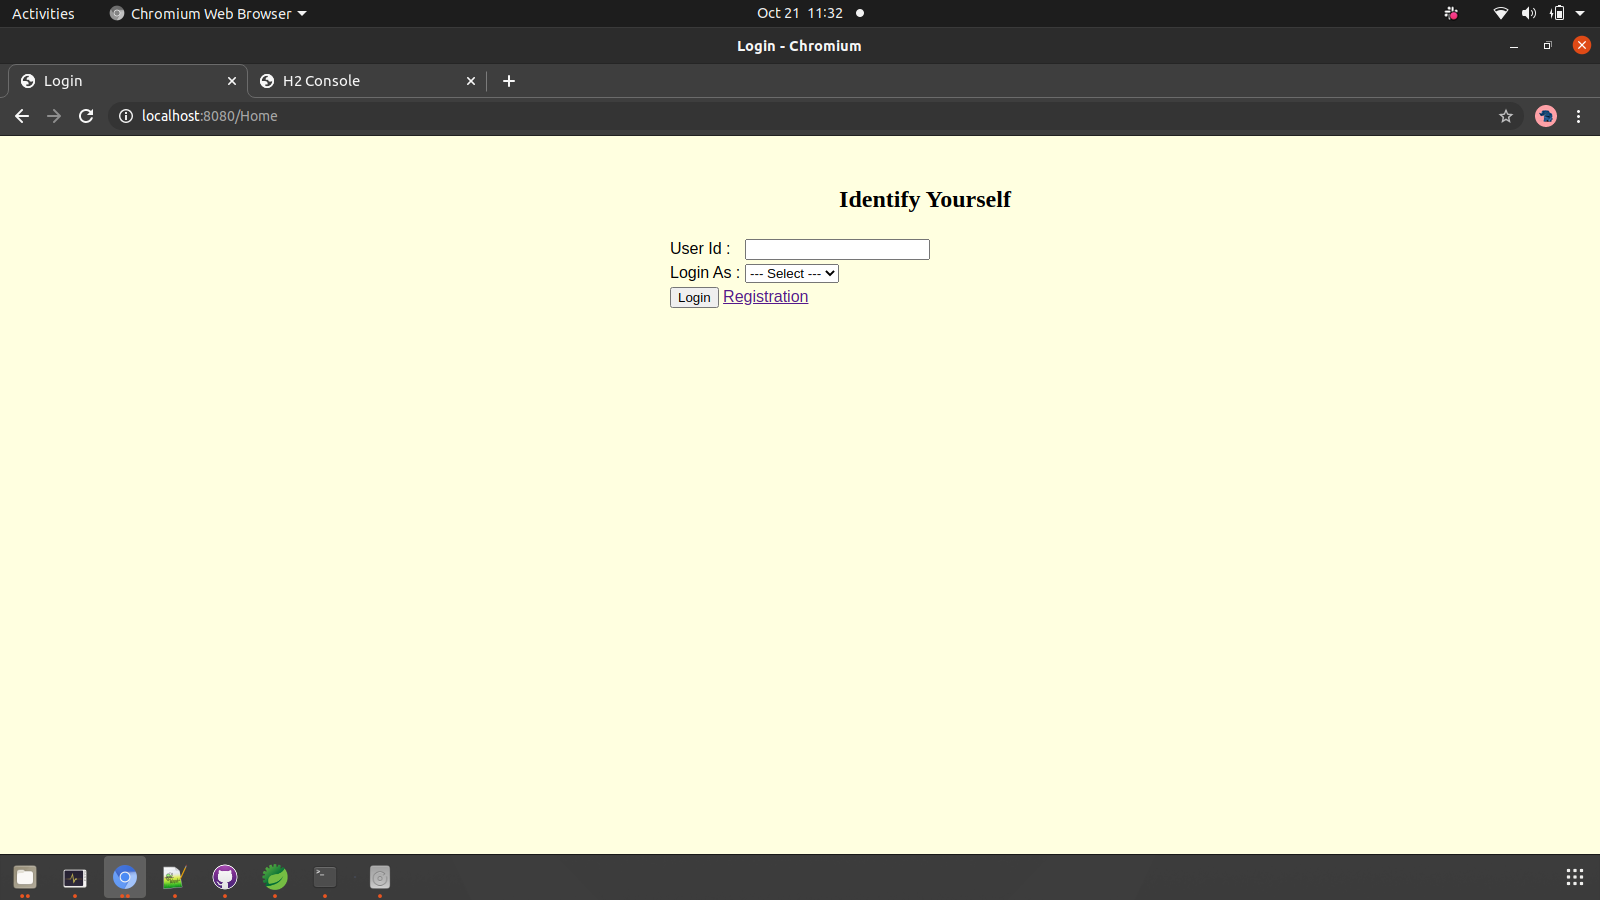 Activities
Chromium Web Browser
Oct 21 11:32
Login - Chromium
Login
H2 Console
localhost:8080/Home
Identify Yourself
User Id :
Login As : --- Select ---
Login Registration